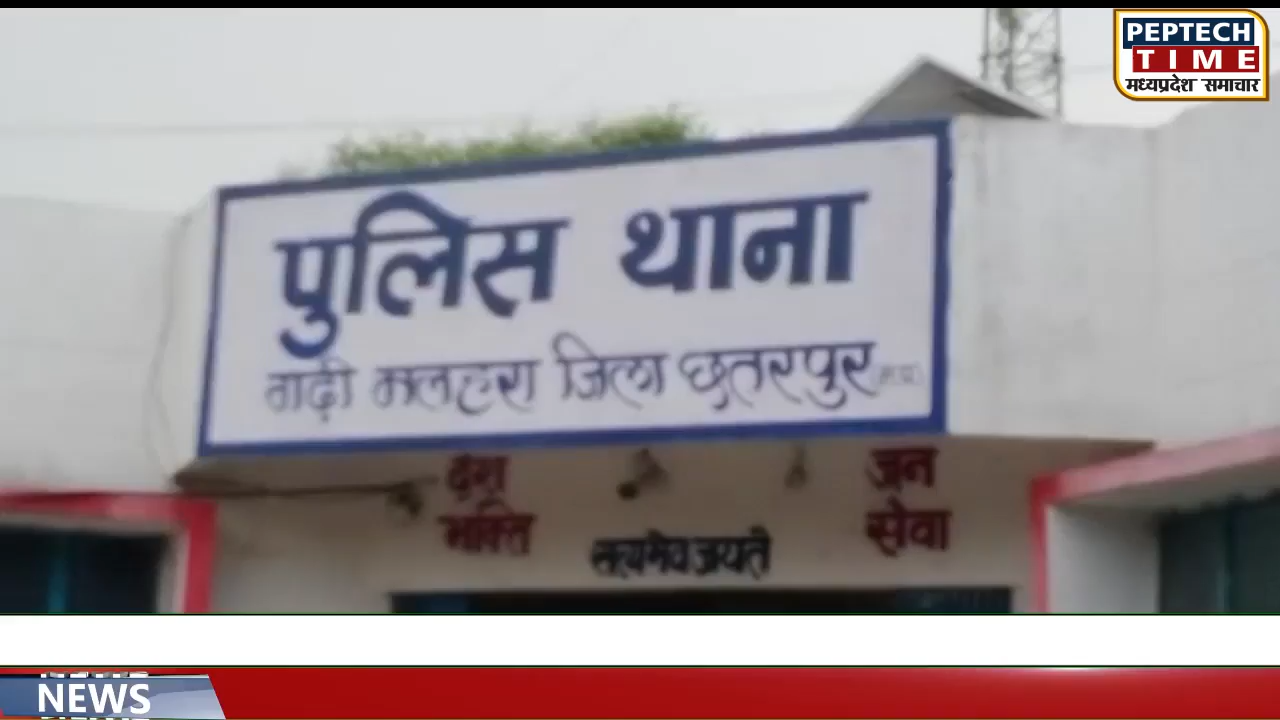 PEPTECH
TIME
मध्यप्रदेश समाचार
पुलिस थाना
गढ़ी मलहरा जिला छतरपुर (म.प्र.)
देश भक्ति
जन सेवा
सत्यमेव जयते
NEWS